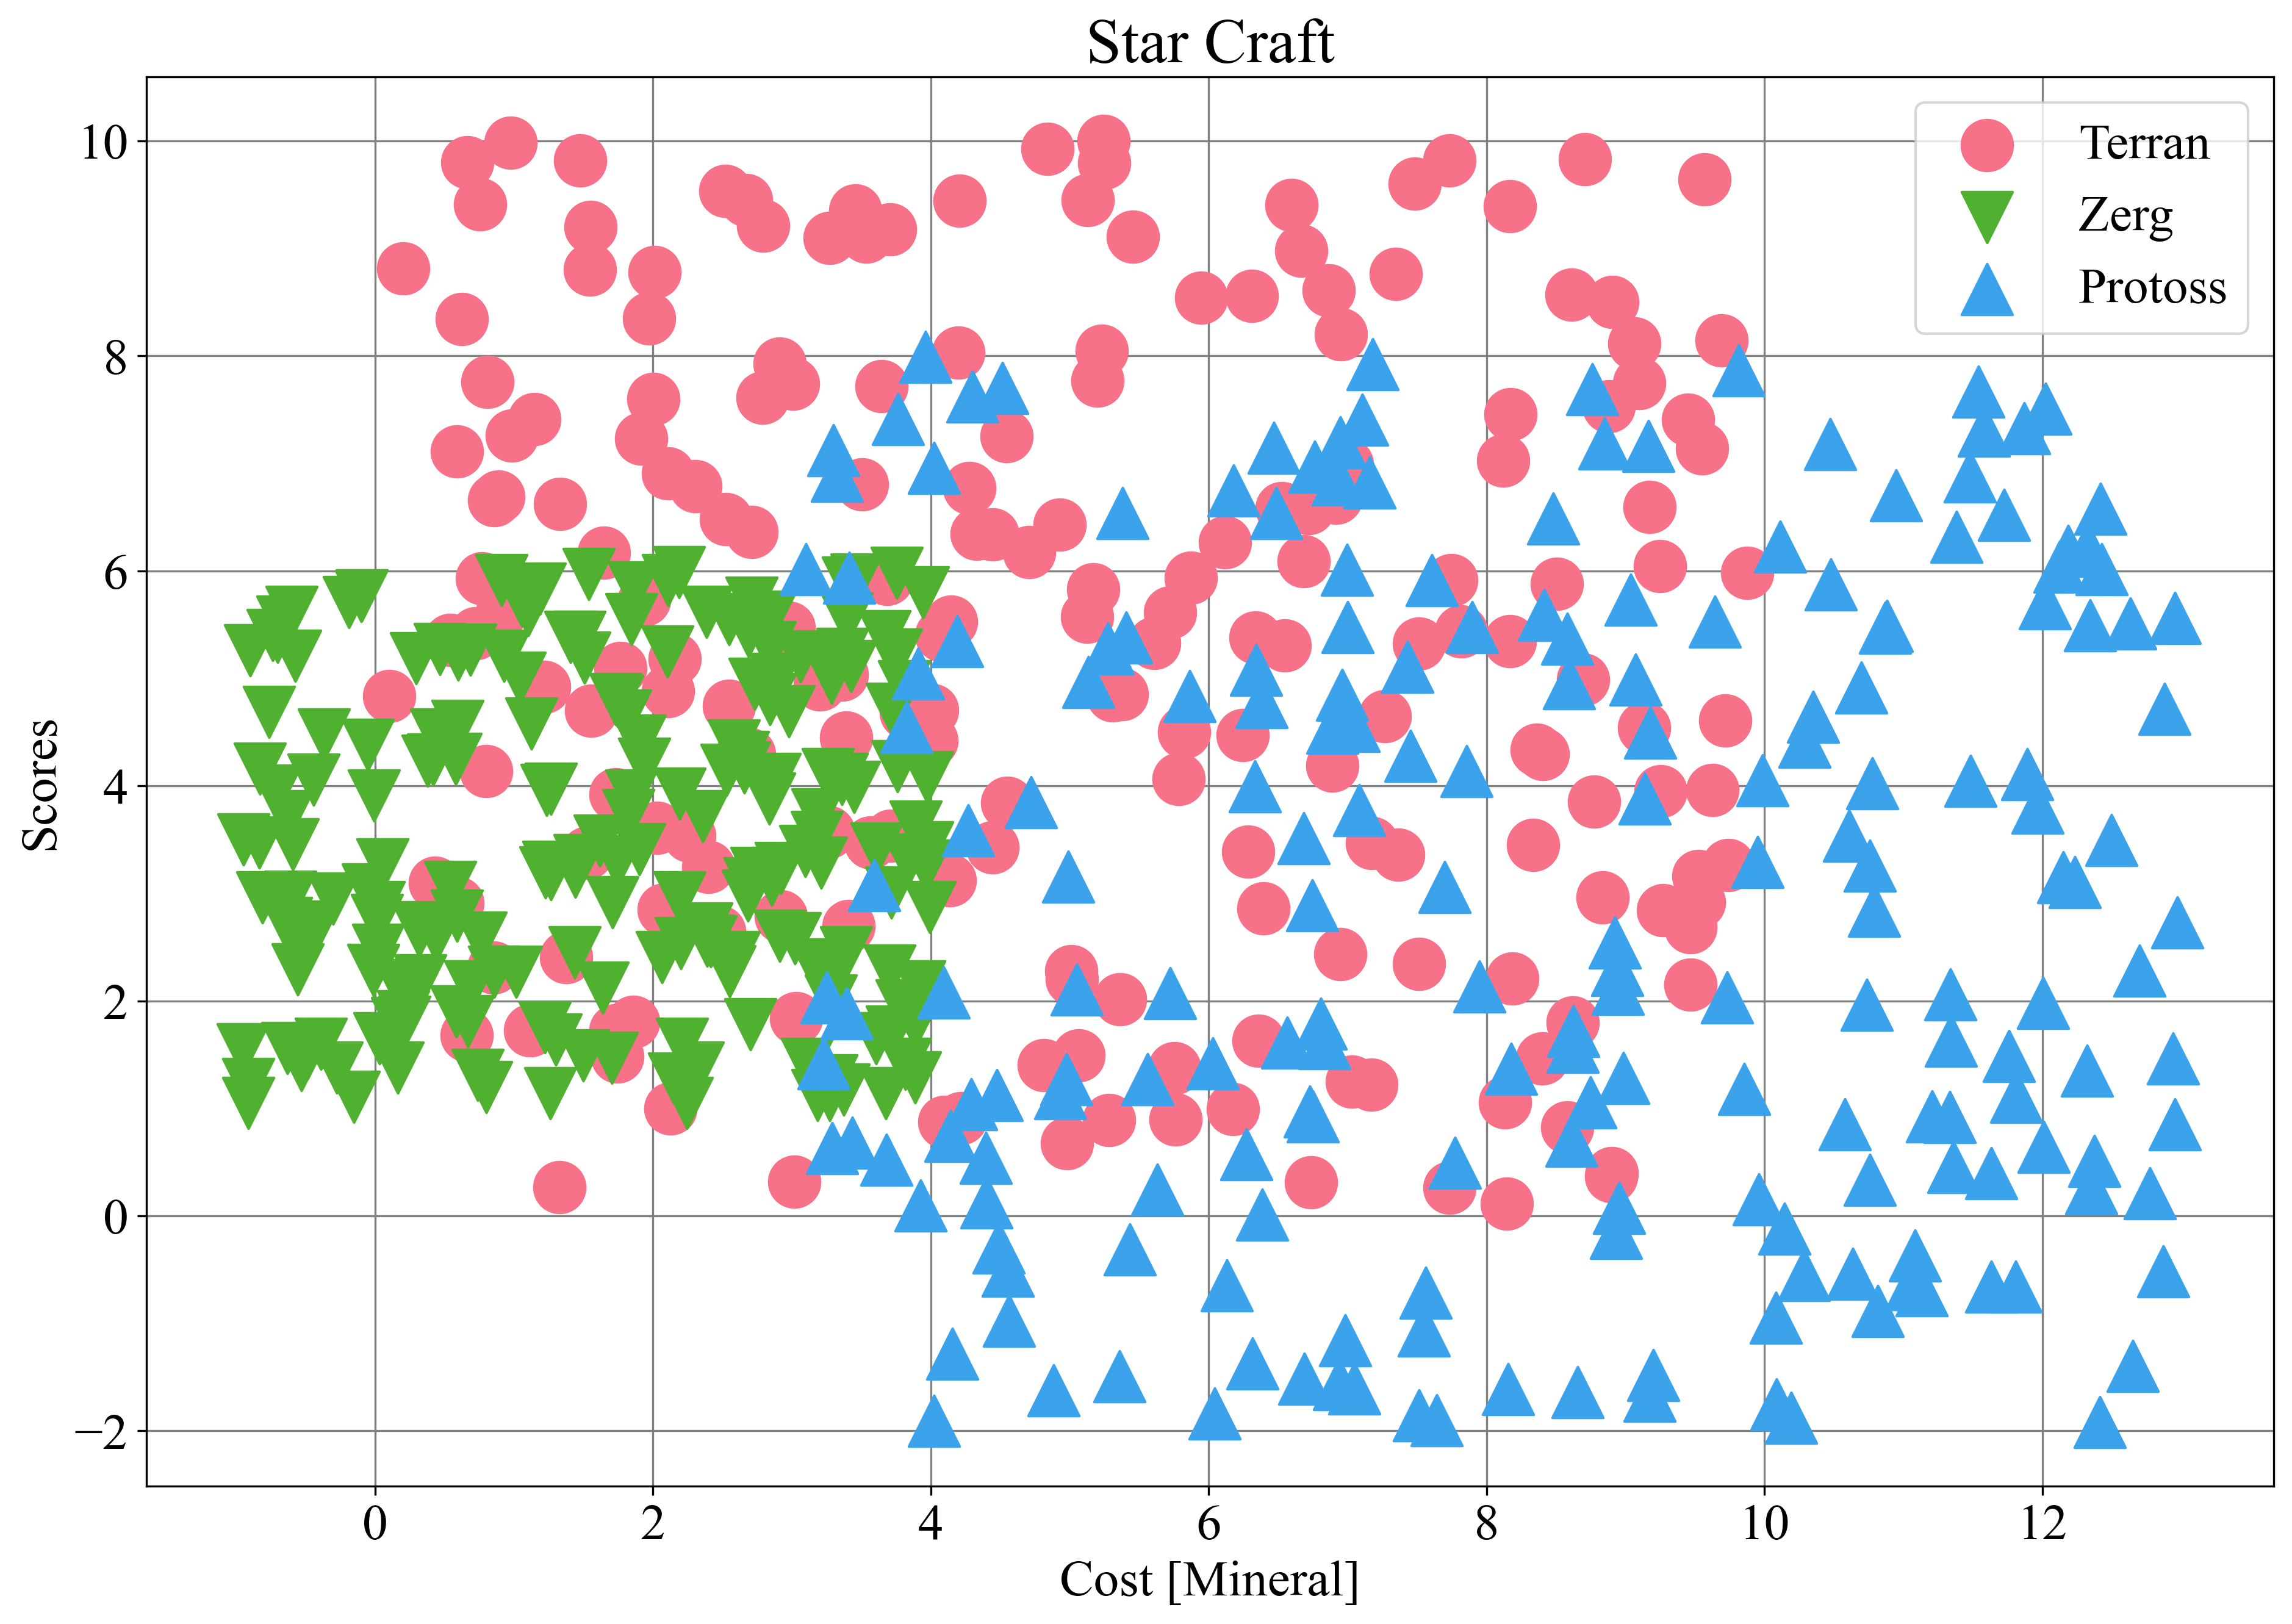 Star Craft
Terran
Zerg
Protoss
10
8
6
4
2
0
−2
Scores
0 2 4 6 8 10 12
Cost [Mineral]